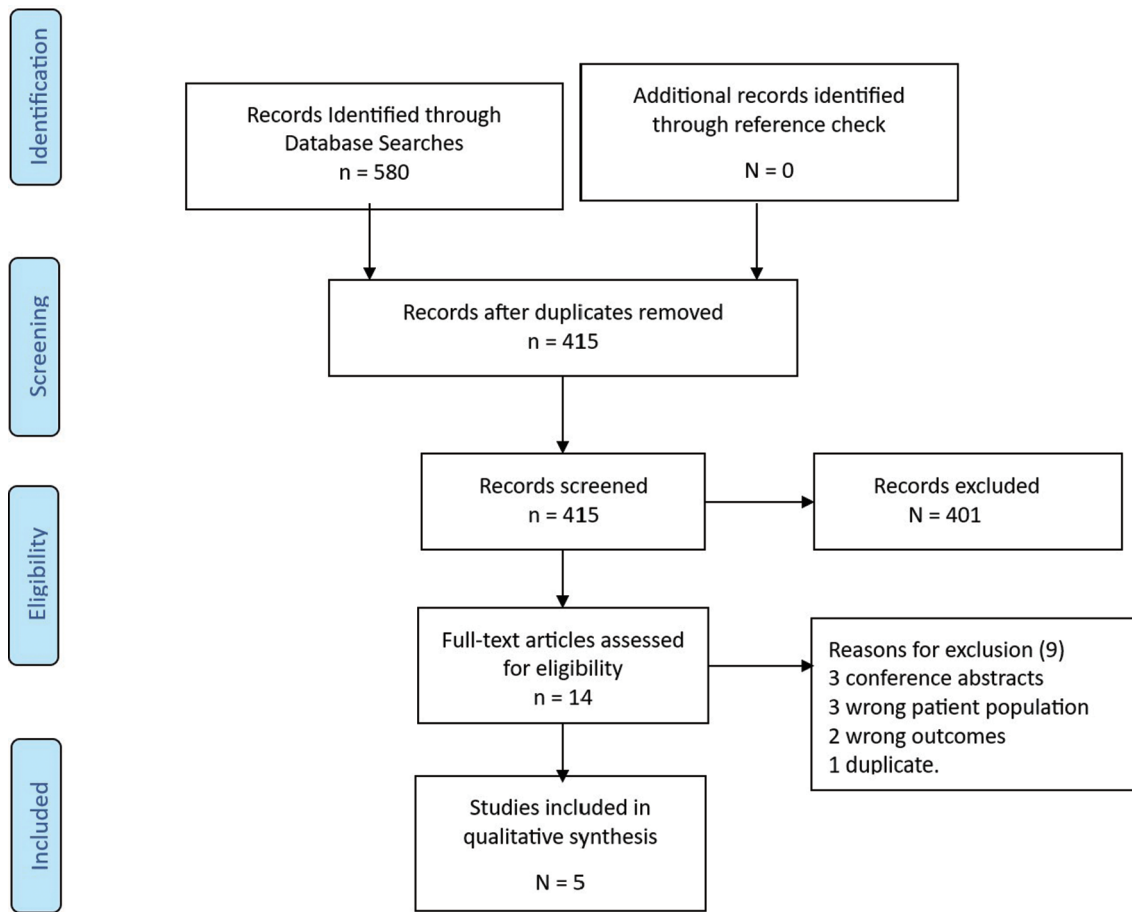 Identification
Records Identified through
Database Searches
n = 580
Additional records identified
through reference check
N = 0
Screening
Records after duplicates removed
n = 415
Eligibility
Records screened
n = 415
Records excluded
N = 401
Full-text articles assessed
for eligibility
n = 14
Reasons for exclusion (9)
3 conference abstracts
3 wrong patient population
2 wrong outcomes
1 duplicate.
Included
Studies included in
qualitative synthesis
N = 5